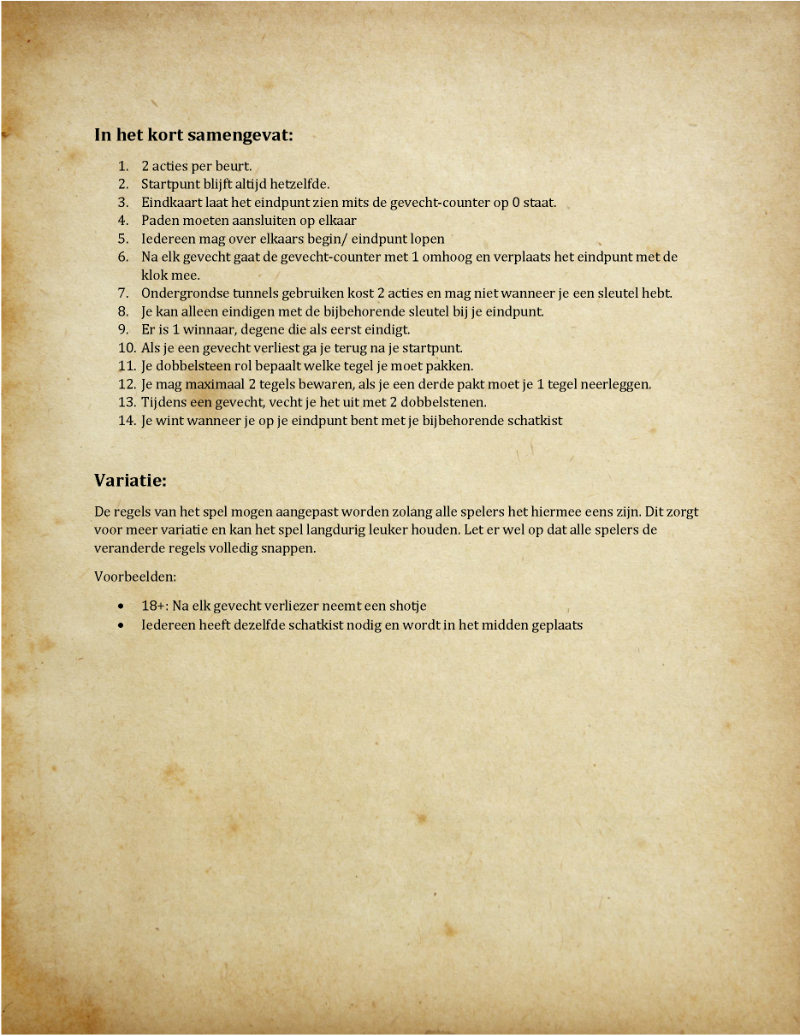 In het kort samengevat:
1. 2 acties per beurt.
2. Startpunt blijft altijd hetzelfde.
3. Eindkaart laat het eindpunt zien mits de gevecht-counter op 0 staat.
4. Paden moeten aansluiten op elkaar
5. Iedereen mag over elkaars begin/ eindpunt lopen
6. Na elk gevecht gaat de gevecht-counter met 1 omhoog en verplaats het eindpunt met de
klok mee.
7. Ondergrondse tunnels gebruiken kost 2 acties en mag niet wanneer je een sleutel hebt.
8. Je kan alleen eindigen met de bijbehorende sleutel bij je eindpunt.
9. Er is 1 winnaar, degene die als eerst eindigt.
10. Als je een gevecht verliest ga je terug na je startpunt.
11. Je dobbelsteen rol bepaalt welke tegel je moet pakken.
12. Je mag maximaal 2 tegels bewaren, als je een derde pakt moet je 1 tegel neerleggen.
13. Tijdens een gevecht, vecht je het uit met 2 dobbelstenen.
14. Je wint wanneer je op je eindpunt bent met je bijbehorende schatkist
Variatie:
De regels van het spel mogen aangepast worden zolang alle spelers het hiermee eens zijn. Dit zorgt
voor meer variatie en kan het spel langdurig leuker houden. Let er wel op dat alle spelers de
veranderde regels volledig snappen.
Voorbeelden:
• 18+: Na elk gevecht verliezer neemt een shotje
• Iedereen heeft dezelfde schatkist nodig en wordt in het midden geplaats